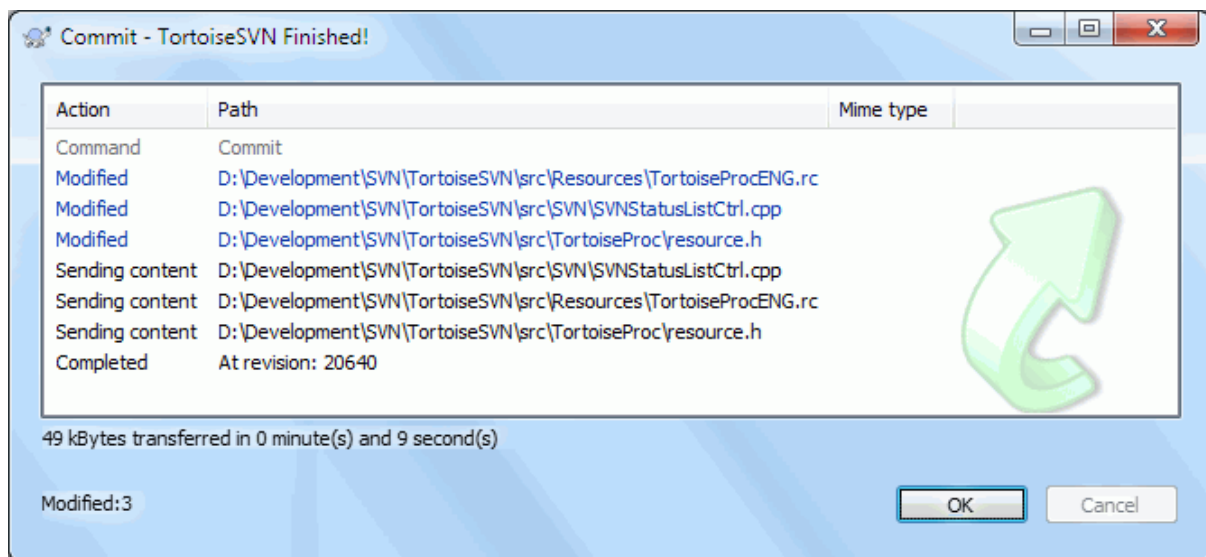 Commit - TortoiseSVN Finished!
Action Path Mime type
Command Commit
Modified D:\Development\SVN\TortoiseSVN\src\Resources\TortoiseProcENG.rc
Modified D:\Development\SVN\TortoiseSVN\src\SVN\SVNStatusListCtrl.cpp
Modified D:\Development\SVN\TortoiseSVN\src\TortoiseProc\resource.h
Sending content D:\Development\SVN\TortoiseSVN\src\SVN\SVNStatusListCtrl.cpp
Sending content D:\Development\SVN\TortoiseSVN\src\Resources\TortoiseProcENG.rc
Sending content D:\Development\SVN\TortoiseSVN\src\TortoiseProc\resource.h
Completed At revision: 20640
49 kBytes transferred in 0 minute(s) and 9 second(s)
Modified:3
OK Cancel